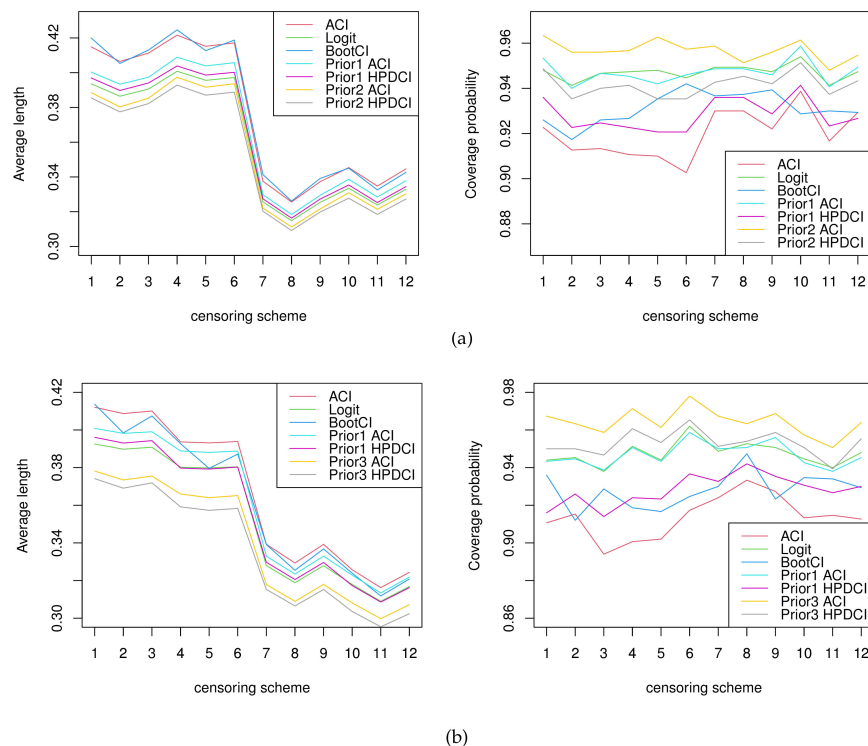 Average length
0.42
0.38
0.34
0.30
ACI
Logit
BootCI
Prior1 ACI
Prior1 HPDCI
Prior2 ACI
Prior2 HPDCI
1 2 3 4 5 6 7 8 9 10 11 12
censoring scheme
Coverage probability
0.96
0.94
0.92
0.90
0.88
ACI
Logit
BootCI
Prior1 ACI
Prior1 HPDCI
Prior2 ACI
Prior2 HPDCI
1 2 3 4 5 6 7 8 9 10 11 12
censoring scheme
(a)
Average length
0.42
0.38
0.34
0.30
ACI
Logit
BootCI
Prior1 ACI
Prior1 HPDCI
Prior3 ACI
Prior3 HPDCI
1 2 3 4 5 6 7 8 9 10 11 12
censoring scheme
Coverage probability
0.98
0.94
0.90
0.86
ACI
Logit
BootCI
Prior1 ACI
Prior1 HPDCI
Prior3 ACI
Prior3 HPDCI
1 2 3 4 5 6 7 8 9 10 11 12
censoring scheme
(b)